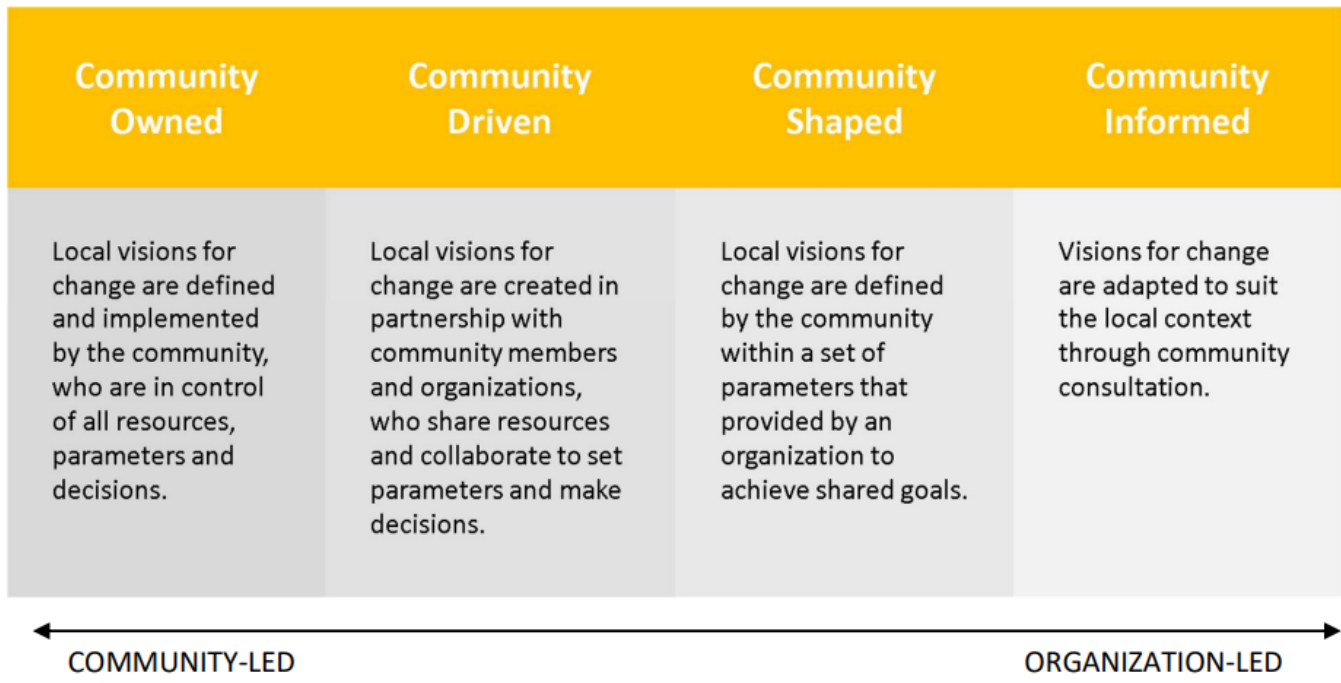 Community
Owned
Community
Driven
Community
Shaped
Community
Informed
Local visions for
change are defined
and implemented
by the community,
who are in control
of all resources,
parameters and
decisions.
Local visions for
change are created in
partnership with
community members
and organizations,
who share resources
and collaborate to set
parameters and make
decisions.
Local visions for
change are defined
by the community
within a set of
parameters that
provided by an
organization to
achieve shared goals.
Visions for change
are adapted to suit
the local context
through community
consultation.
COMMUNITY-LED
ORGANIZATION-LED